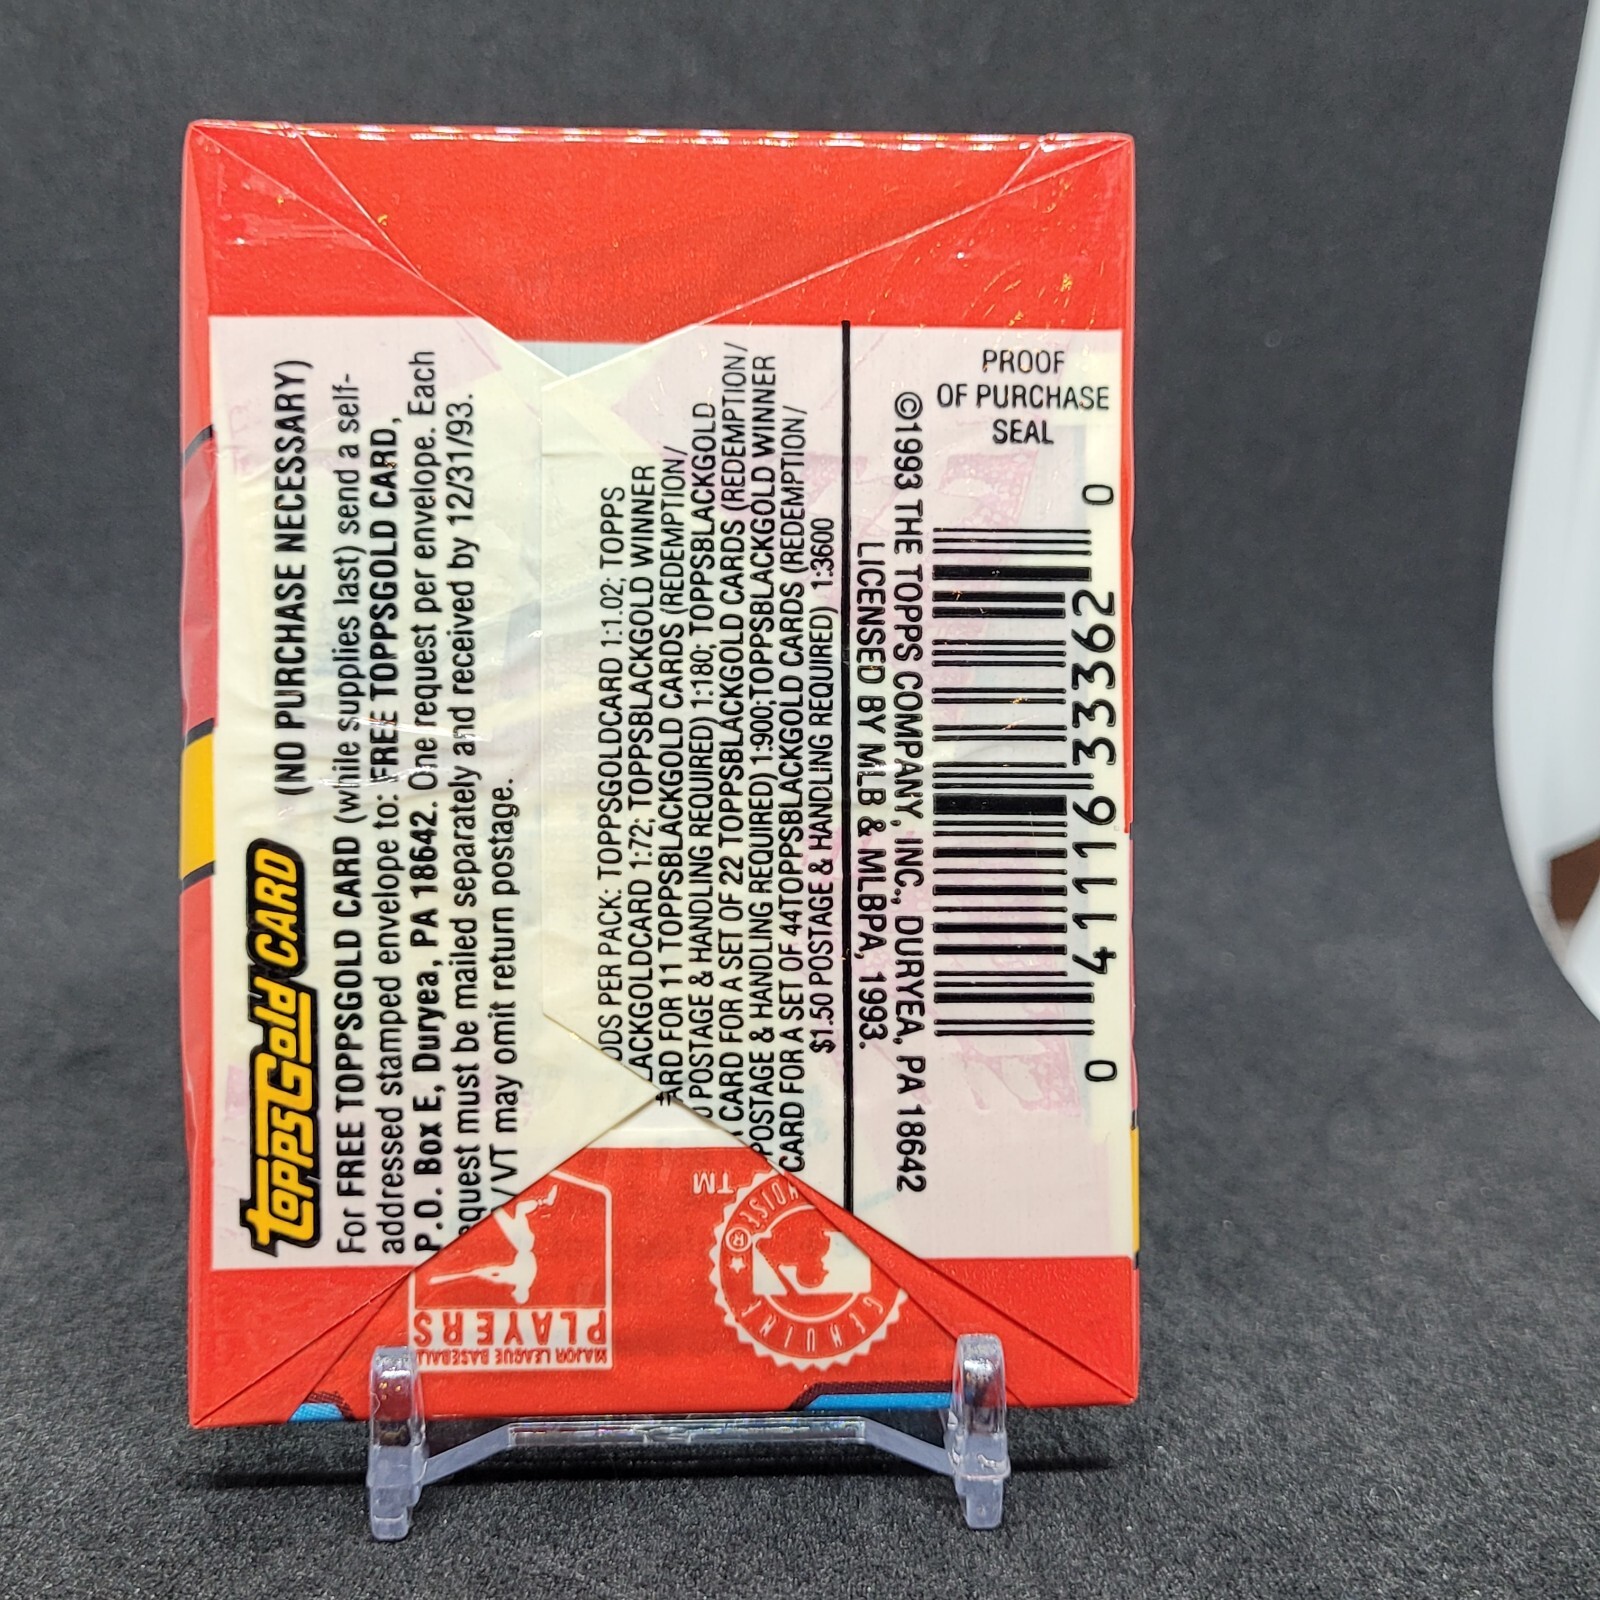 ToppsGold CARD
(NO PURCHASE NECESSARY)
For FREE TOPPSGOLD CARD (while supplies last) send a self-
addressed stamped envelope to: FREE TOPPSGOLD CARD,
P.O. Box E, Duryea, PA 18642. One request per envelope. Each
equest must be mailed separately and received by 12/31/93.
VT may omit return postage.
DDS PER PACK: TOPPSGOLDCARD 1:1.02; TOPPS
LACKGOLDCARD 1:72; TOPPSBLACKGOLD WINNER
ARD FOR 11 TOPPSBLACKGOLD CARDS (REDEMPTION/
POSTAGE & HANDLING REQUIRED) 1:180; TOPPSBLACKGOLD
CARD FOR A SET OF 22 TOPPSBLACKGOLD CARDS (REDEMPTION/
POSTAGE & HANDLING REQUIRED) 1:900;TOPPSBLACKGOLD WINNER
CARD FOR A SET OF 44TOPPSBLACKGOLD CARDS (REDEMPTION/
$1.50 POSTAGE & HANDLING REQUIRED) 1:3600
LICENSED BY MLB & MLBPA, 1993.
©1993 THE TOPPS COMPANY, INC., DURYEA, PA 18642
PROOF
OF PURCHASE
SEAL
0 41116 33362 0
MAJOR LEAGUE BASEBALL
PLAYERS
GENUINE
TM
®